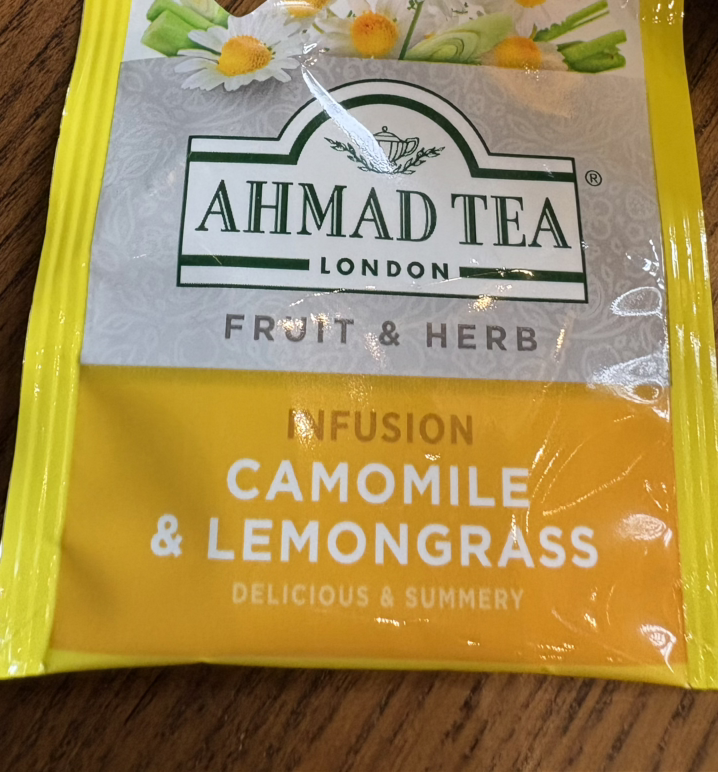 AHMAD TEA ®
LONDON
FRUIT & HERB
INFUSION
CAMOMILE
& LEMONGRASS
DELICIOUS & SUMMERY